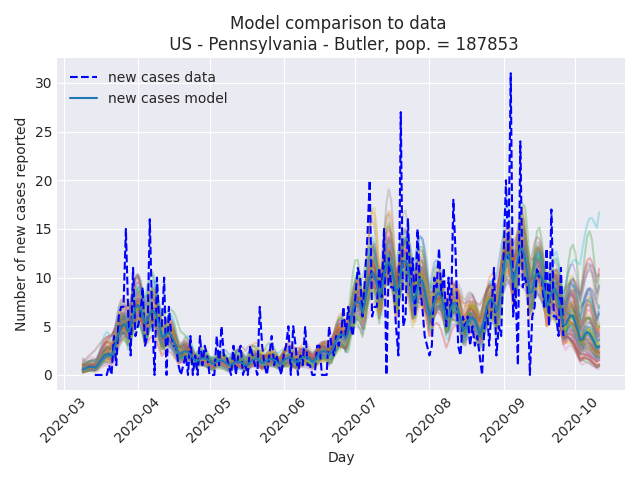 Model comparison to data
US - Pennsylvania - Butler, pop. = 187853
new cases data
new cases model
Number of new cases reported
30
25
20
15
10
5
0
2020-03
2020-04
2020-05
2020-06
2020-07
2020-08
2020-09
2020-10
Day